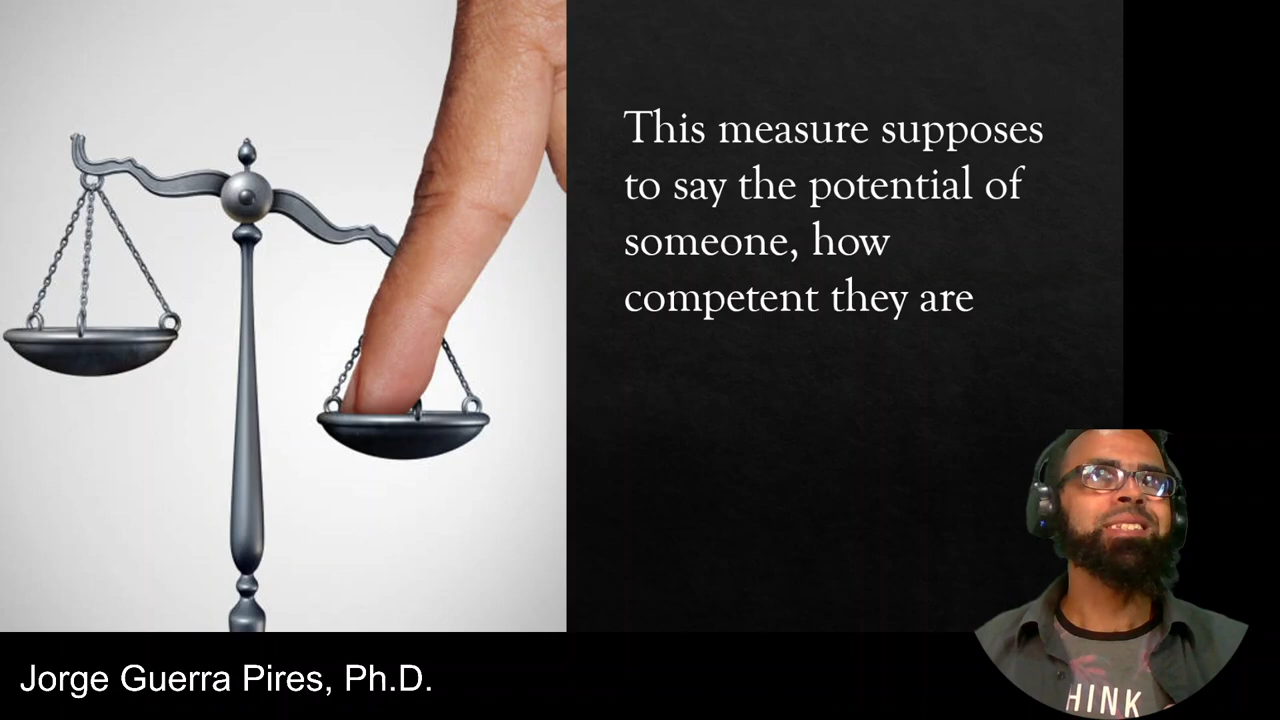 This measure supposes
to say the potential of
someone, how
competent they are
HINK
Jorge Guerra Pires, Ph.D.